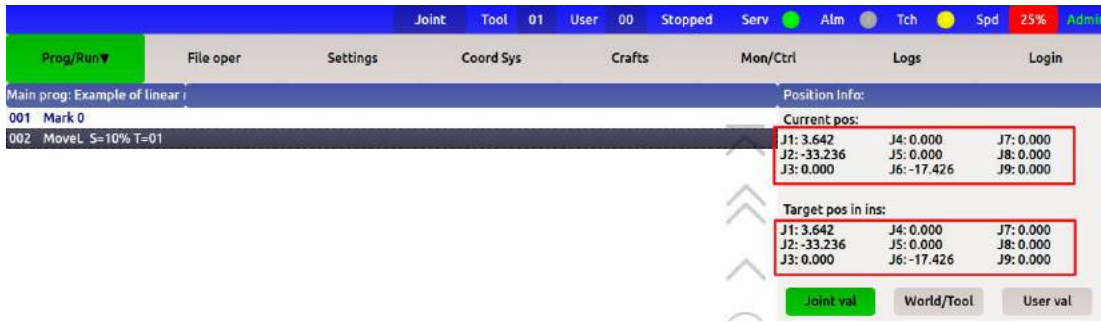 Joint Tool 01 User 00 Stopped Serv Alm Tch Spd 25% Admi
Prog/Run▼ File oper Settings Coord Sys Crafts Mon/Ctrl Logs Login
Main prog: Example of linear Position Info:
001 Mark 0
Current pos:
002 MoveL S=10% T=01
J1: 3.642 J4: 0.000 J7: 0.000
J2: -33.236 J5: 0.000 J8: 0.000
J3: 0.000 J6: -17.426 J9: 0.000
Target pos in ins:
J1: 3.642 J4: 0.000 J7: 0.000
J2: -33.236 J5: 0.000 J8: 0.000
J3: 0.000 J6: -17.426 J9: 0.000
Joint val World/Tool User val